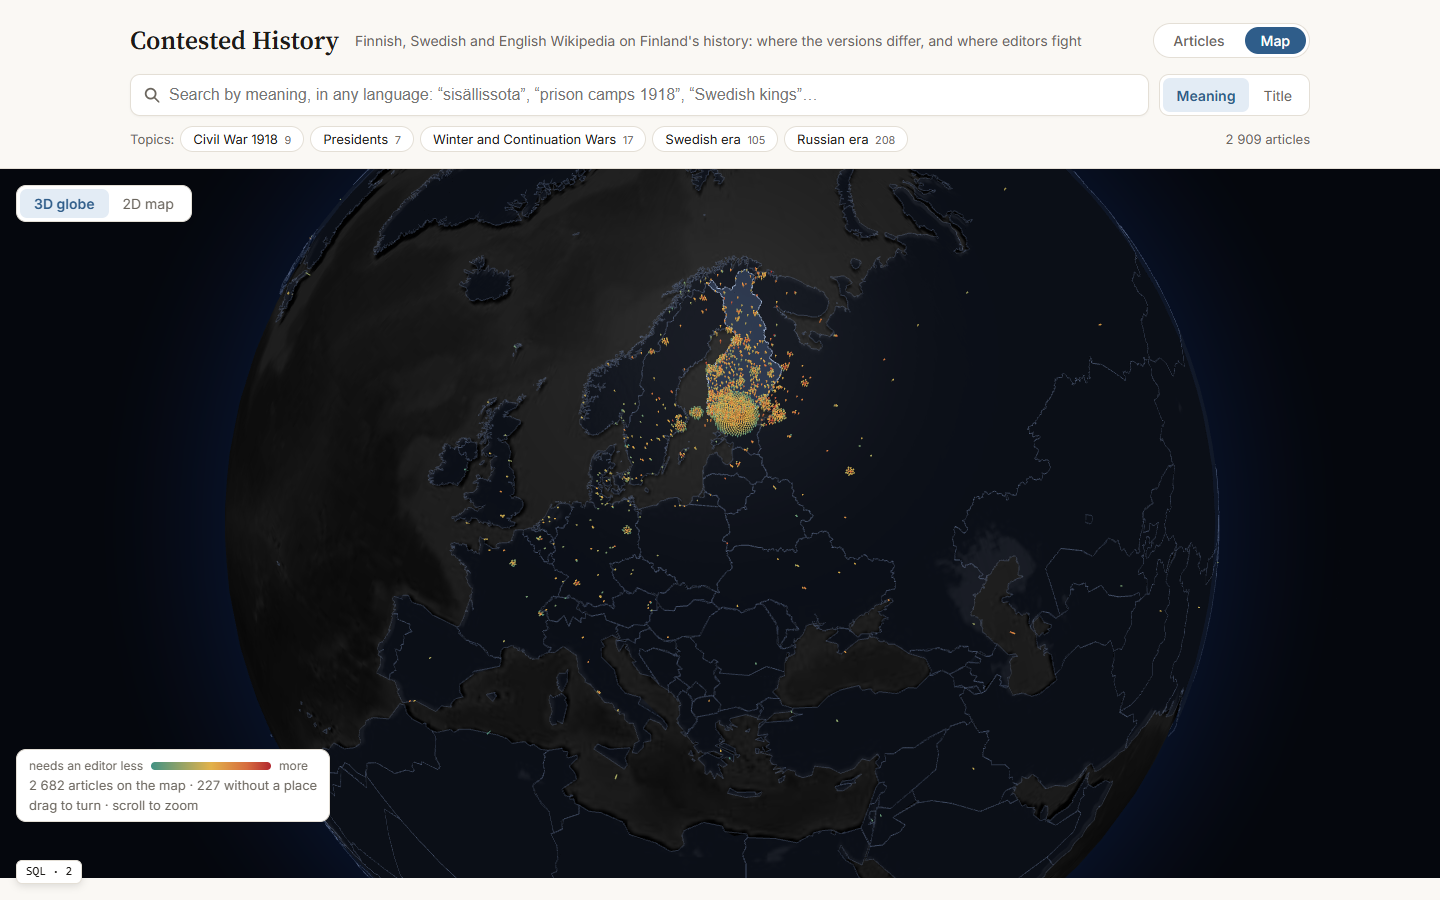 Contested History
Finnish, Swedish and English Wikipedia on Finland's history: where the versions differ, and where editors fight
Articles
Map
Search by meaning, in any language: “sisällissota”, “prison camps 1918”, “Swedish kings”…
Meaning
Title
Topics:
Civil War 1918 9
Presidents 7
Winter and Continuation Wars 17
Swedish era 105
Russian era 208
2 909 articles
3D globe
2D map
needs an editor less
more
2 682 articles on the map · 227 without a place
drag to turn · scroll to zoom
SQL · 2